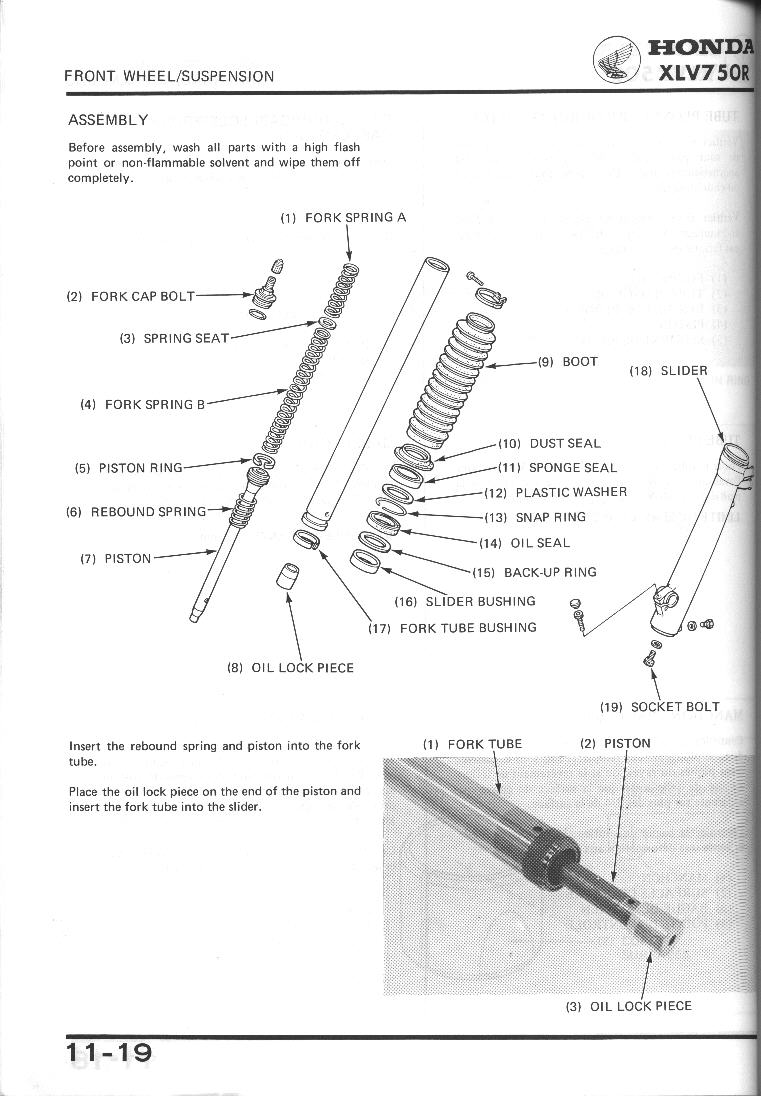 HONDA
FRONT WHEEL/SUSPENSION
XLV750R
ASSEMBLY
Before assembly, wash all parts with a high flash
point or non-flammable solvent and wipe them off
completely.
(1) FORK SPRING A
(2) FORK CAP BOLT
(3) SPRING SEAT
(4) FORK SPRING B
(5) PISTON RING
(6) REBOUND SPRING
(7) PISTON
(8) OIL LOCK PIECE
(9) BOOT
(10) DUST SEAL
(11) SPONGE SEAL
(12) PLASTIC WASHER
(13) SNAP RING
(14) OIL SEAL
(15) BACK-UP RING
(16) SLIDER BUSHING
(17) FORK TUBE BUSHING
(18) SLIDER
(19) SOCKET BOLT
Insert the rebound spring and piston into the fork
tube.
Place the oil lock piece on the end of the piston and
insert the fork tube into the slider.
(1) FORK TUBE
(2) PISTON
(3) OIL LOCK PIECE
11-19